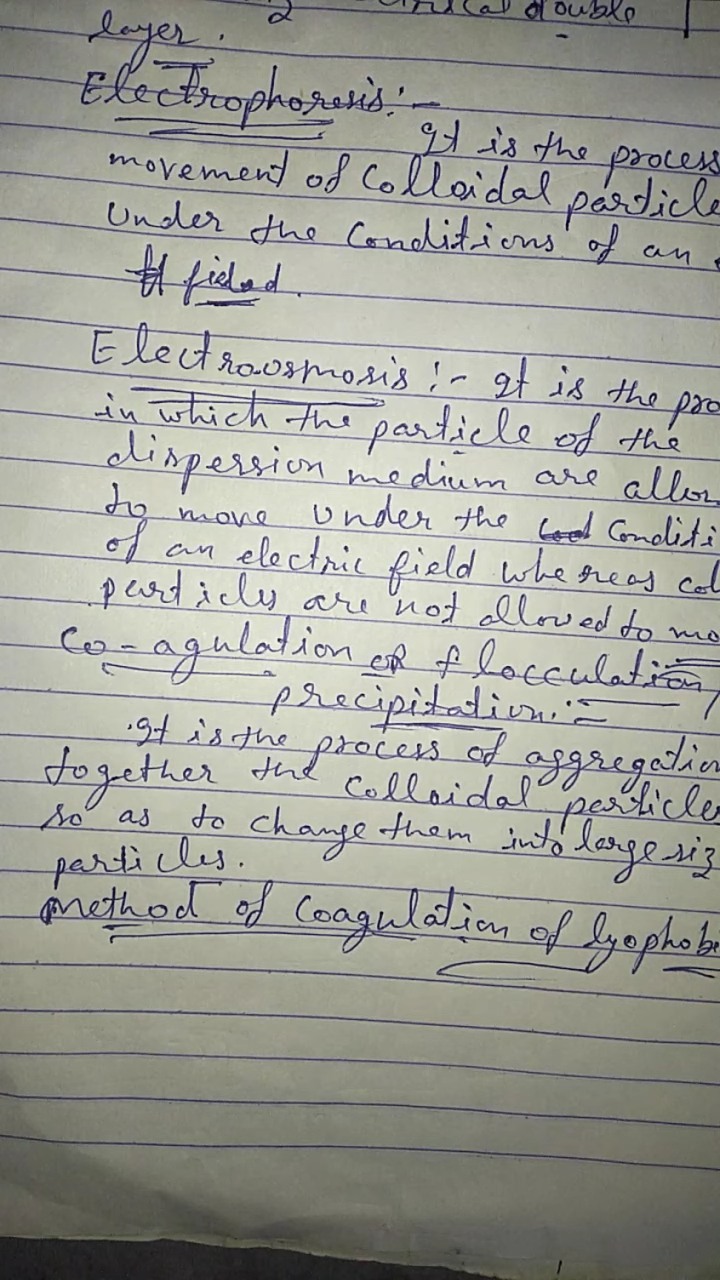 double
layer.
Electrophoresis:-
It is the process
movement of Colloidal particle
Under the Conditions of an
field.
Electroosmosis:- It is the pro
in which the particle of the
dispersion medium are allow
to move Under the Conditi
of an electric field whereas col
particles are not allowed to mo
Co-agulation or flocculation/
precipitation:-
It is the process of aggregation
together the colloidal particles
so as to change them into large siz
particles.
method of Coagulation of lyophobi